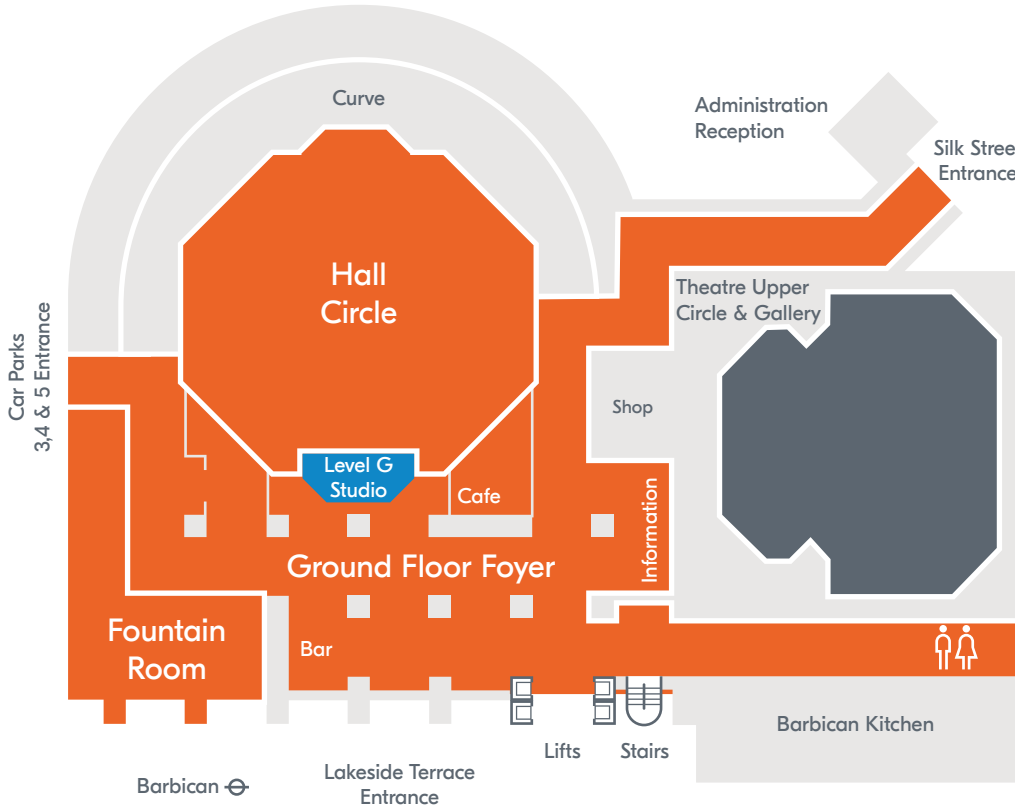 Curve
Administration
Reception
Silk Stree
Entrance
Hall
Circle
Theatre Upper
Circle & Gallery
Car Parks
3,4 & 5 Entrance
Shop
Level G
Studio
Cafe
Information
Ground Floor Foyer
Fountain
Room
Bar
Barbican Kitchen
Lifts
Stairs
Barbican
Lakeside Terrace
Entrance